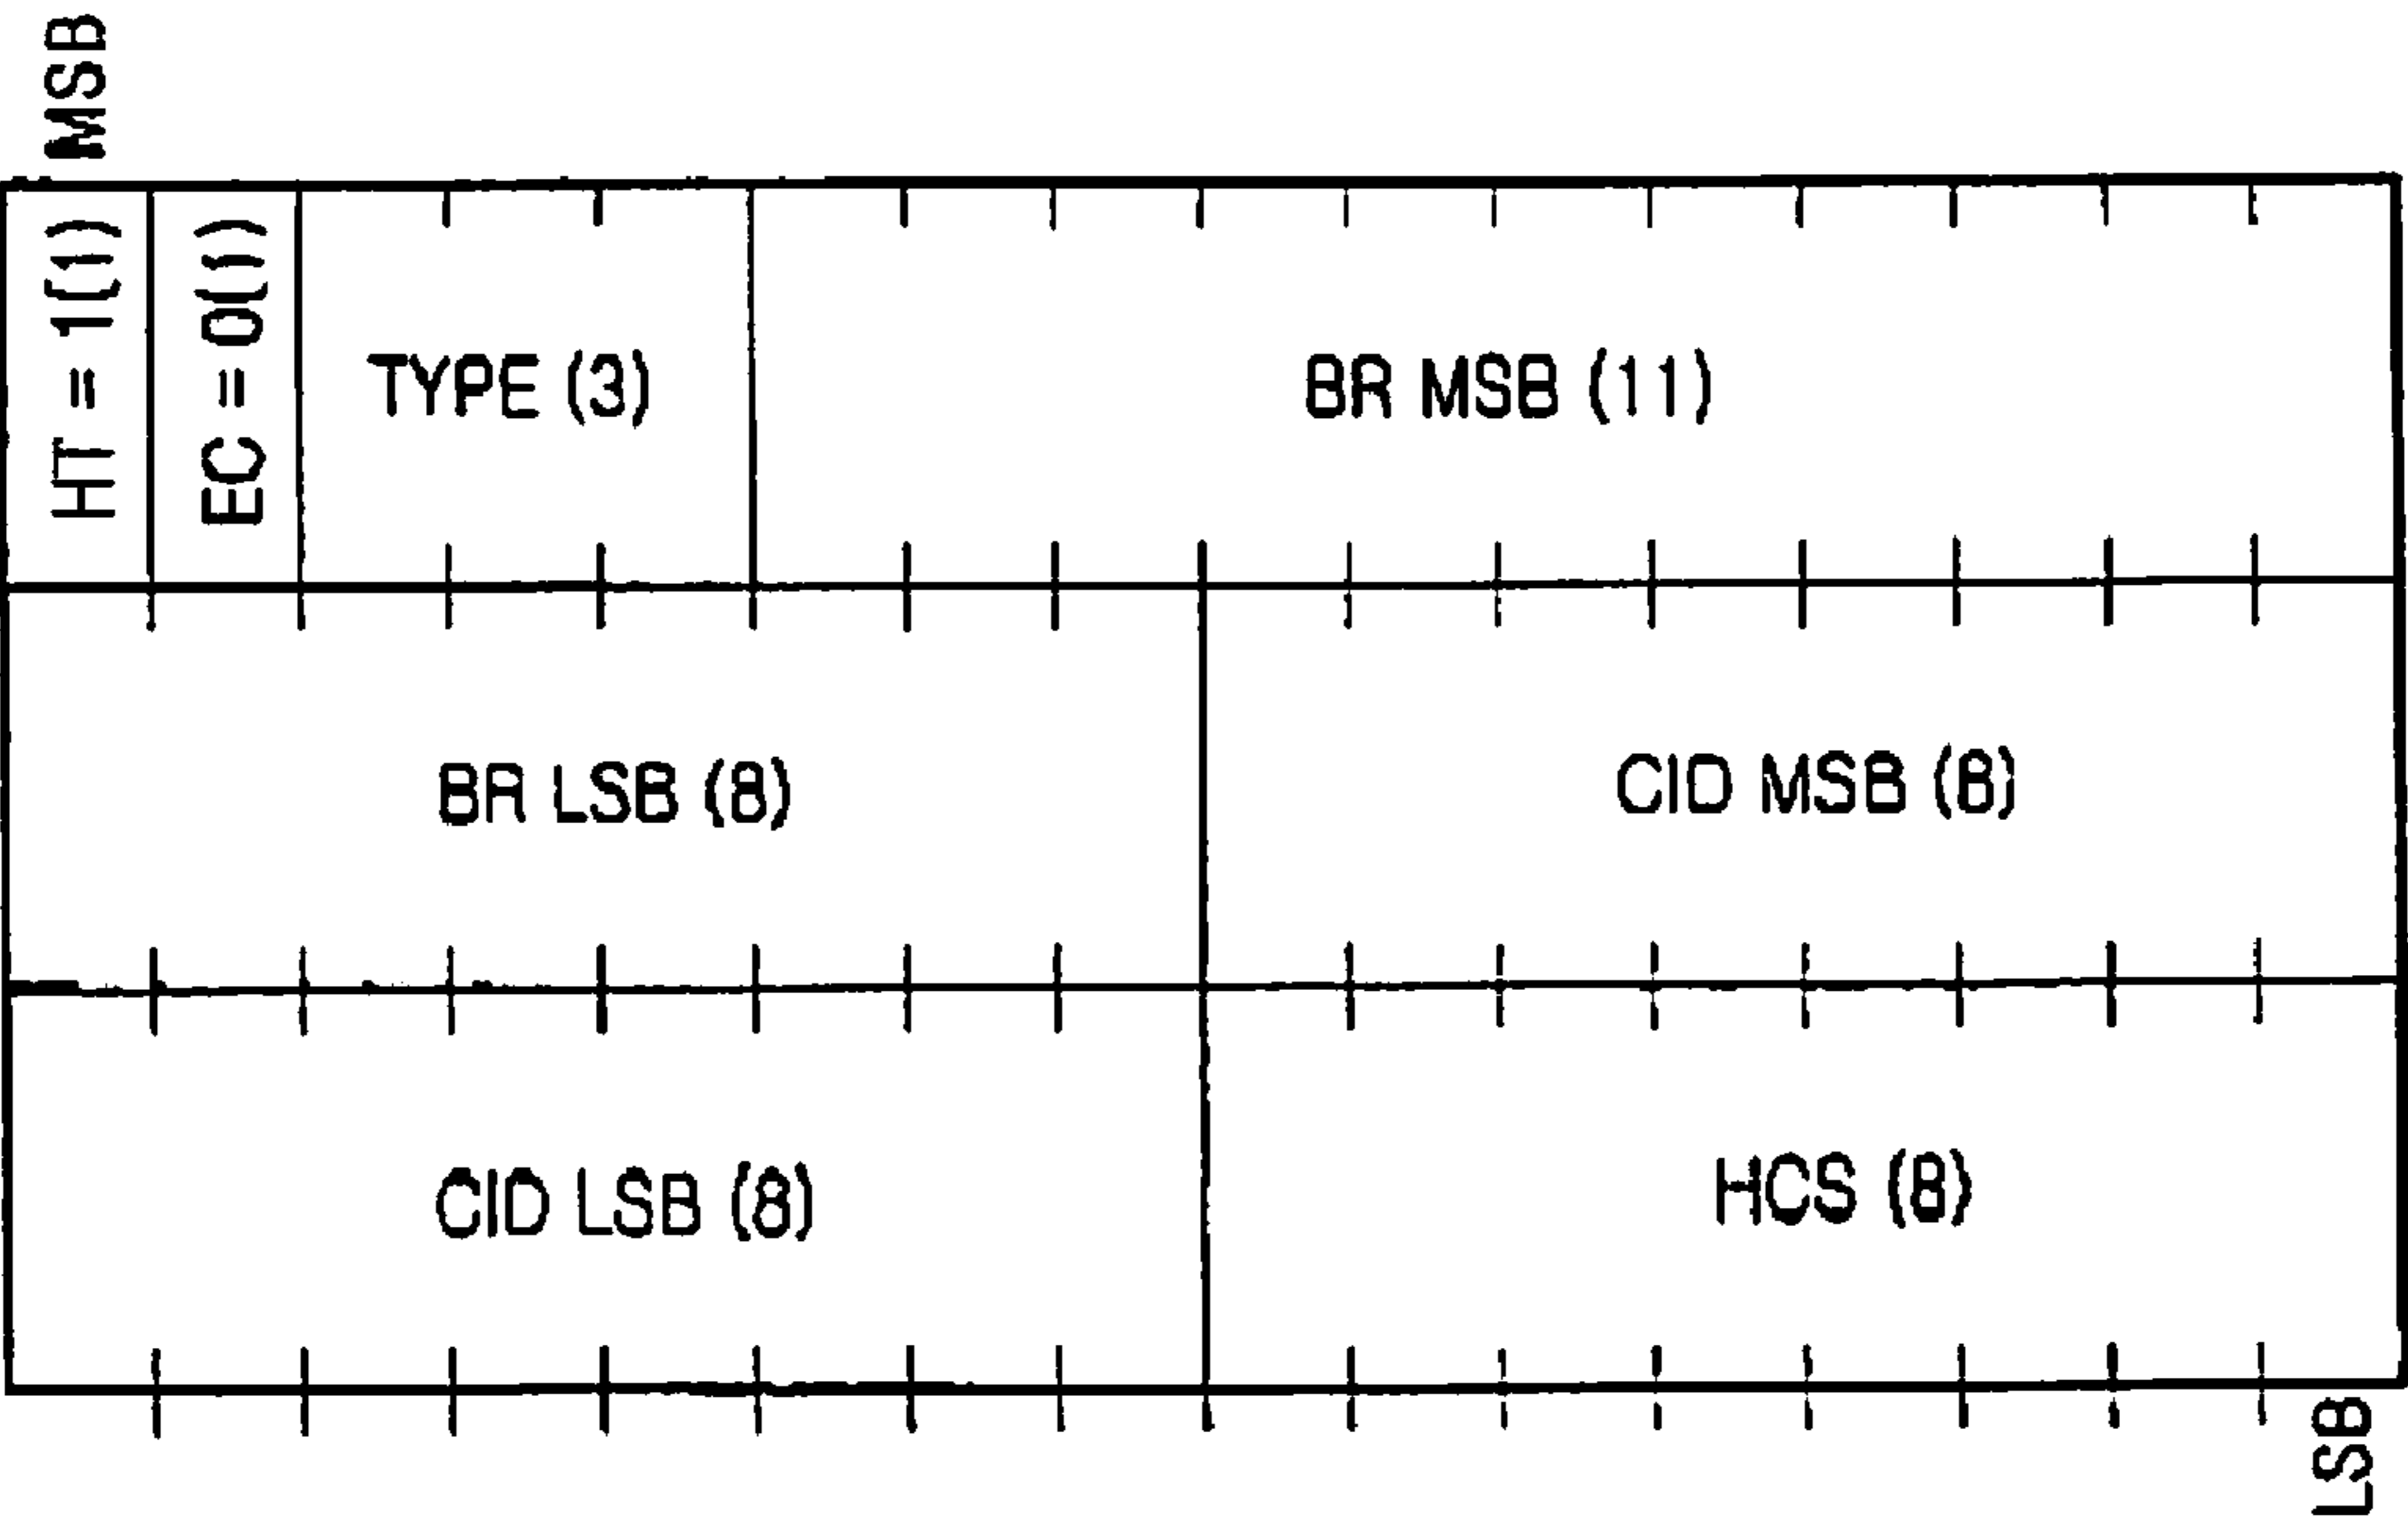 MSB
HT = 1(1)
EC = 0(1)
TYPE (3)
BR MSB (11)
BR LSB (8)
CID MSB (8)
CID LSB (8)
HCS (8)
LSB